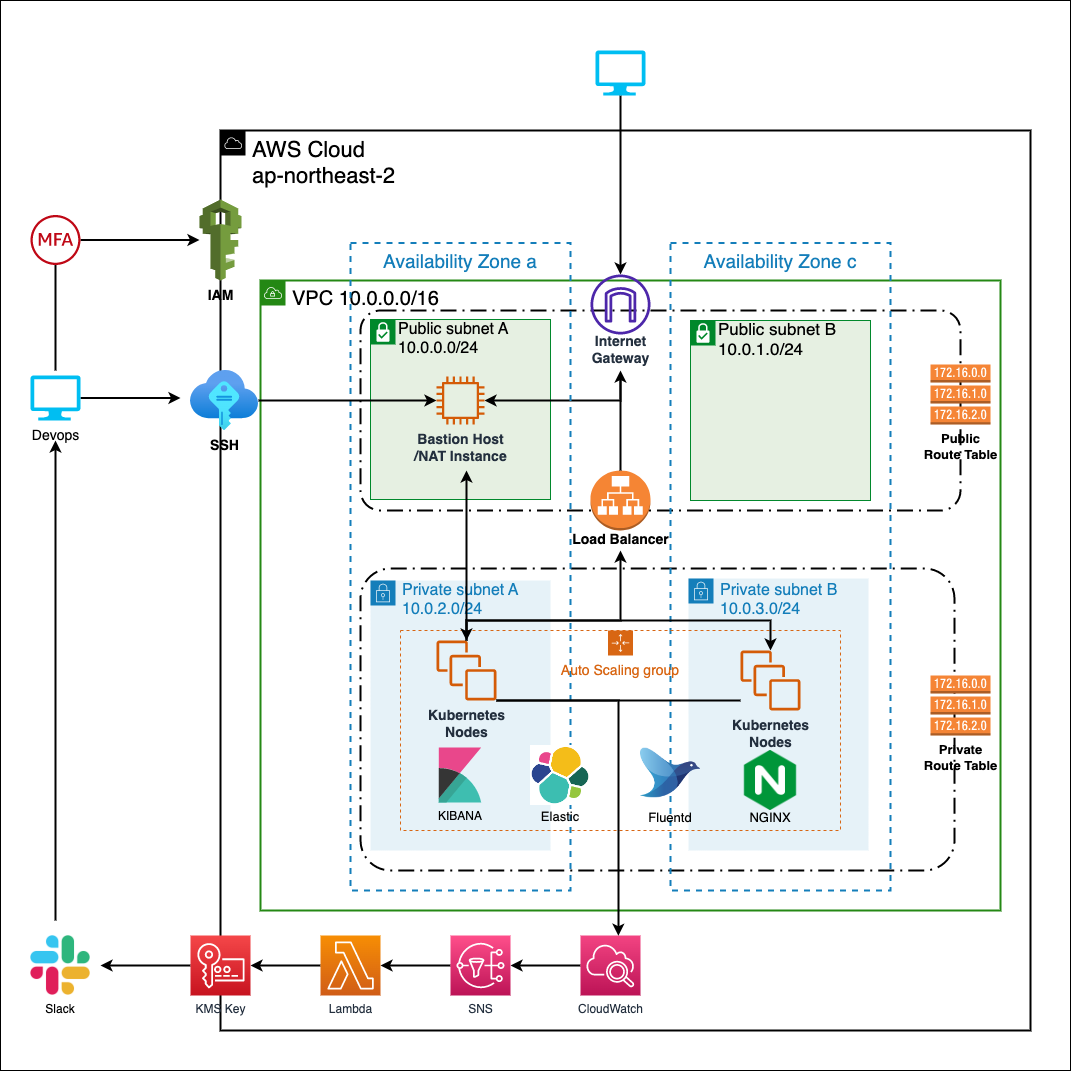 AWS Cloud
ap-northeast-2
MFA
IAM
Availability Zone a
Availability Zone c
VPC 10.0.0.0/16
Public subnet A
10.0.0.0/24
Internet
Gateway
Public subnet B
10.0.1.0/24
172.16.0.0
172.16.1.0
172.16.2.0
Public
Route Table
Devops
SSH
Bastion Host
/NAT Instance
Load Balancer
Private subnet A
10.0.2.0/24
Private subnet B
10.0.3.0/24
Auto Scaling group
172.16.0.0
172.16.1.0
172.16.2.0
Private
Route Table
Kubernetes
Nodes
Kubernetes
Nodes
N
KIBANA
Elastic
Fluentd
NGINX
Slack
KMS Key
Lambda
SNS
CloudWatch